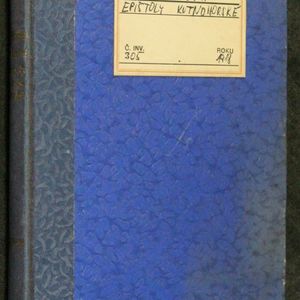 EPIŠTOLY KUTNOHORSKÉ
Č. INV. ROKU
305